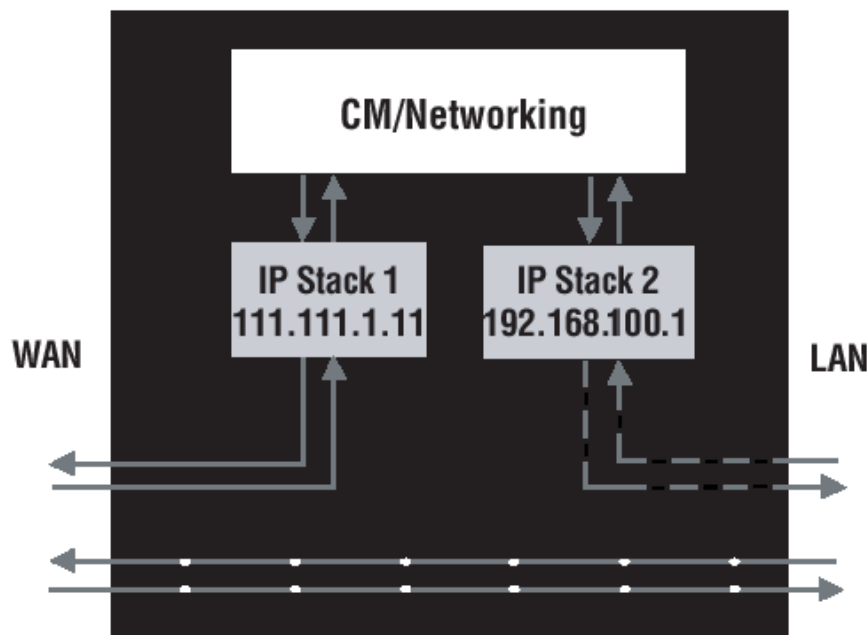 CM/Networking
IP Stack 1
111.111.1.11
IP Stack 2
192.168.100.1
WAN
LAN